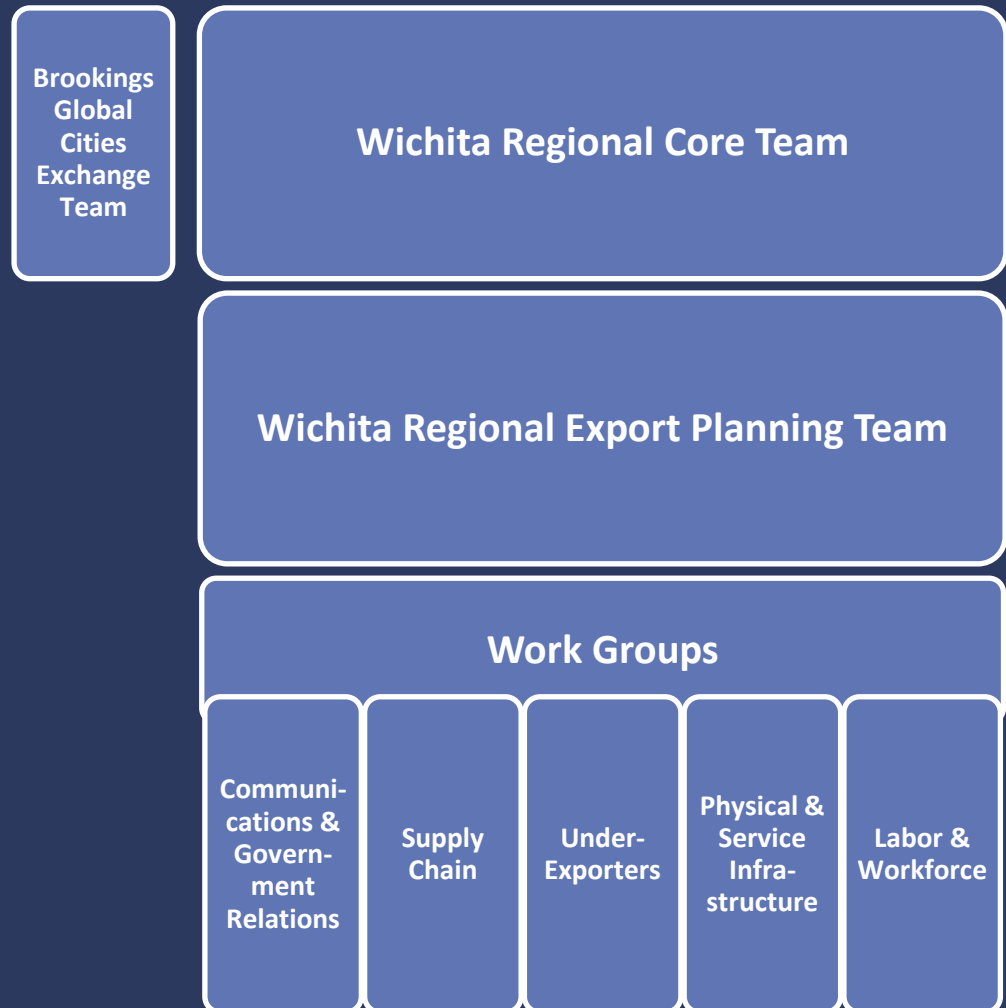 Brookings
Global
Cities
Exchange
Team
Wichita Regional Core Team
Wichita Regional Export Planning Team
Work Groups
Communi-
cations &
Govern-
ment
Relations
Supply
Chain
Under-
Exporters
Physical &
Service
Infra-
structure
Labor &
Workforce